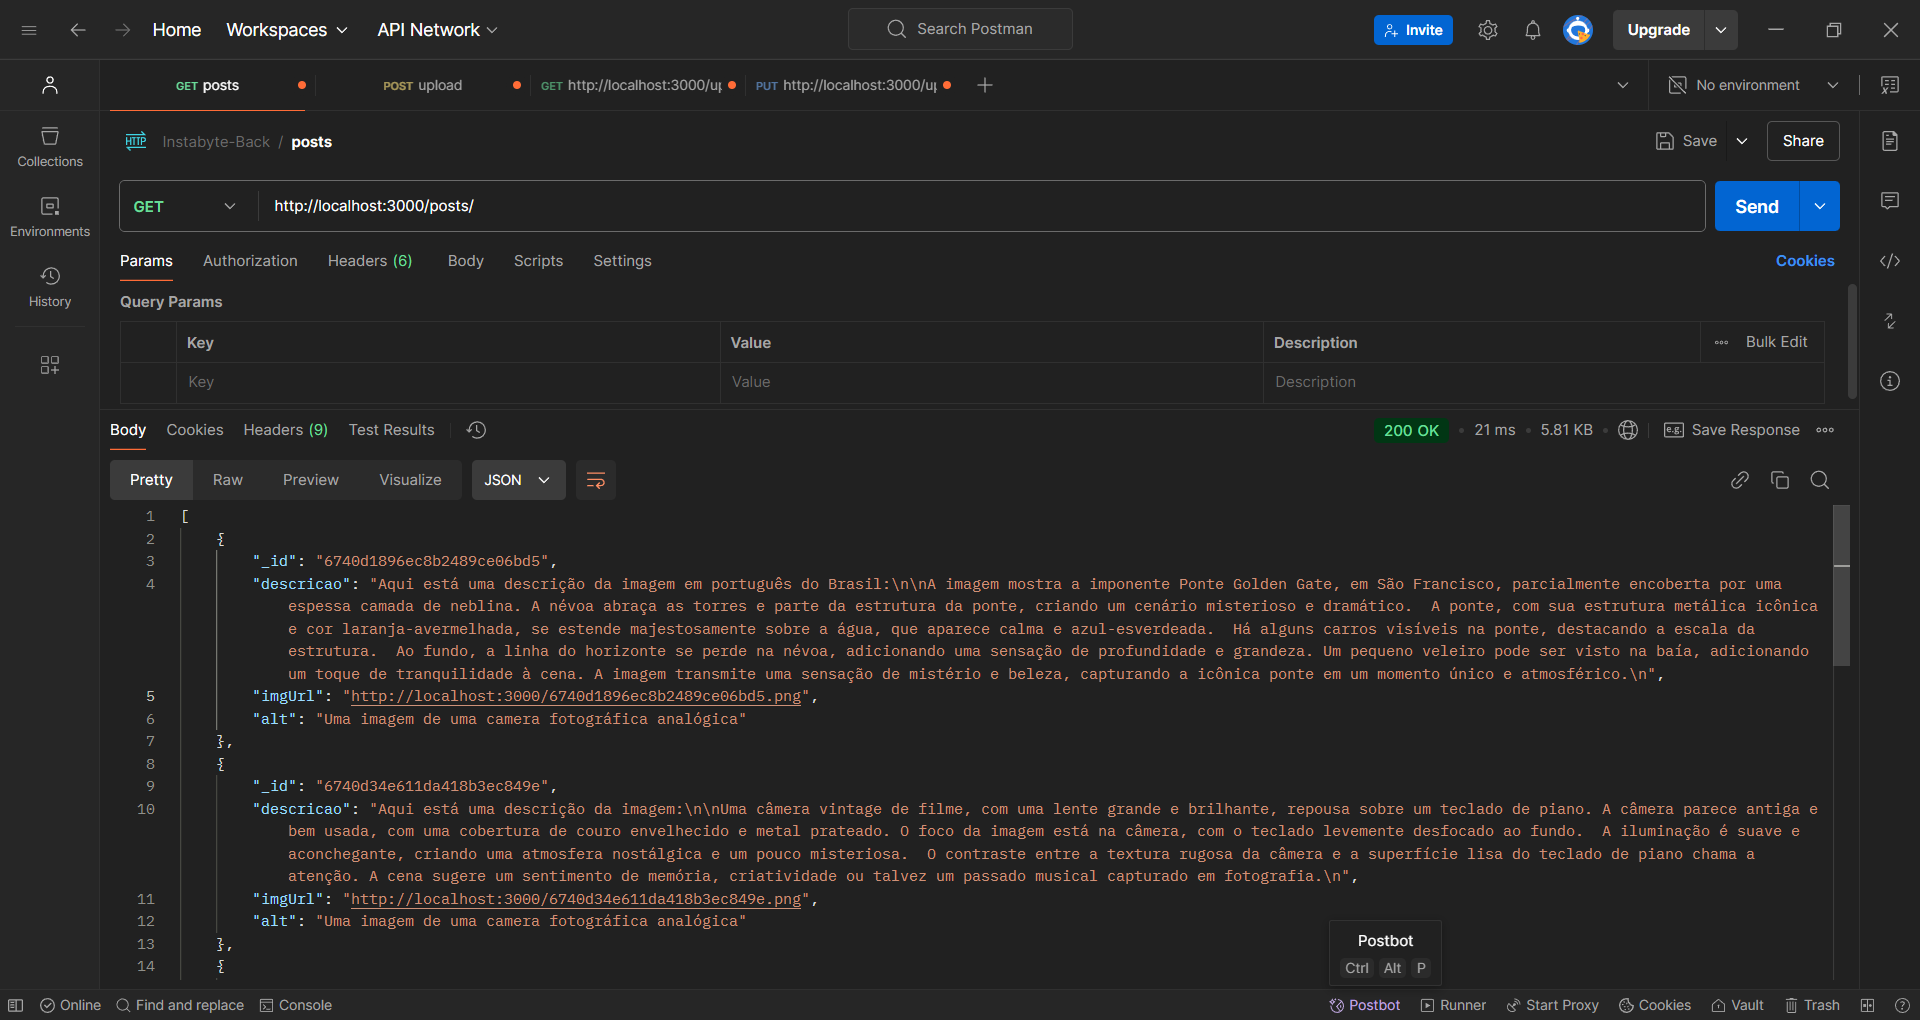 Home
Workspaces
API Network
Search Postman
Invite
Upgrade
GET posts
POST upload
GET http://localhost:3000/u
PUT http://localhost:3000/u
No environment
Collections
Environments
History
HTTP
Instabyte-Back / posts
Save
Share
GET
http://localhost:3000/posts/
Send
Params
Authorization
Headers (6)
Body
Scripts
Settings
Cookies
Query Params
Key
Value
Description
Bulk Edit
Key
Value
Description
Body
Cookies
Headers (9)
Test Results
200 OK
21 ms
5.81 KB
e.g.
Save Response
Pretty
Raw
Preview
Visualize
JSON
1 [
2 {
3 "_id": "6740d1896ec8b2489ce06bd5",
4 "descricao": "Aqui está uma descrição da imagem em português do Brasil:\n\nA imagem mostra a imponente Ponte Golden Gate, em São Francisco, parcialmente encoberta por uma
espessa camada de neblina. A névoa abraça as torres e parte da estrutura da ponte, criando um cenário misterioso e dramático.  A ponte, com sua estrutura metálica icônica
e cor laranja-avermelhada, se estende majestosamente sobre a água, que aparece calma e azul-esverdeada.  Há alguns carros visíveis na ponte, destacando a escala da
estrutura.  Ao fundo, a linha do horizonte se perde na névoa, adicionando uma sensação de profundidade e grandeza. Um pequeno veleiro pode ser visto na baía, adicionando
um toque de tranquilidade à cena. A imagem transmite uma sensação de mistério e beleza, capturando a icônica ponte em um momento único e atmosférico.\n",
5 "imgUrl": "http://localhost:3000/6740d1896ec8b2489ce06bd5.png",
6 "alt": "Uma imagem de uma camera fotográfica analógica"
7 },
8 {
9 "_id": "6740d34e611da418b3ec849e",
10 "descricao": "Aqui está uma descrição da imagem:\n\nUma câmera vintage de filme, com uma lente grande e brilhante, repousa sobre um teclado de piano. A câmera parece antiga e
bem usada, com uma cobertura de couro envelhecido e metal prateado. O foco da imagem está na câmera, com o teclado levemente desfocado ao fundo.  A iluminação é suave e
aconchegante, criando uma atmosfera nostálgica e um pouco misteriosa.  O contraste entre a textura rugosa da câmera e a superfície lisa do teclado de piano chama a
atenção. A cena sugere um sentimento de memória, criatividade ou talvez um passado musical capturado em fotografia.\n",
11 "imgUrl": "http://localhost:3000/6740d34e611da418b3ec849e.png",
12 "alt": "Uma imagem de uma camera fotográfica analógica"
13 },
14 {
Postbot
Ctrl Alt P
Online
Find and replace
Console
Postbot
Runner
Start Proxy
Cookies
Vault
Trash